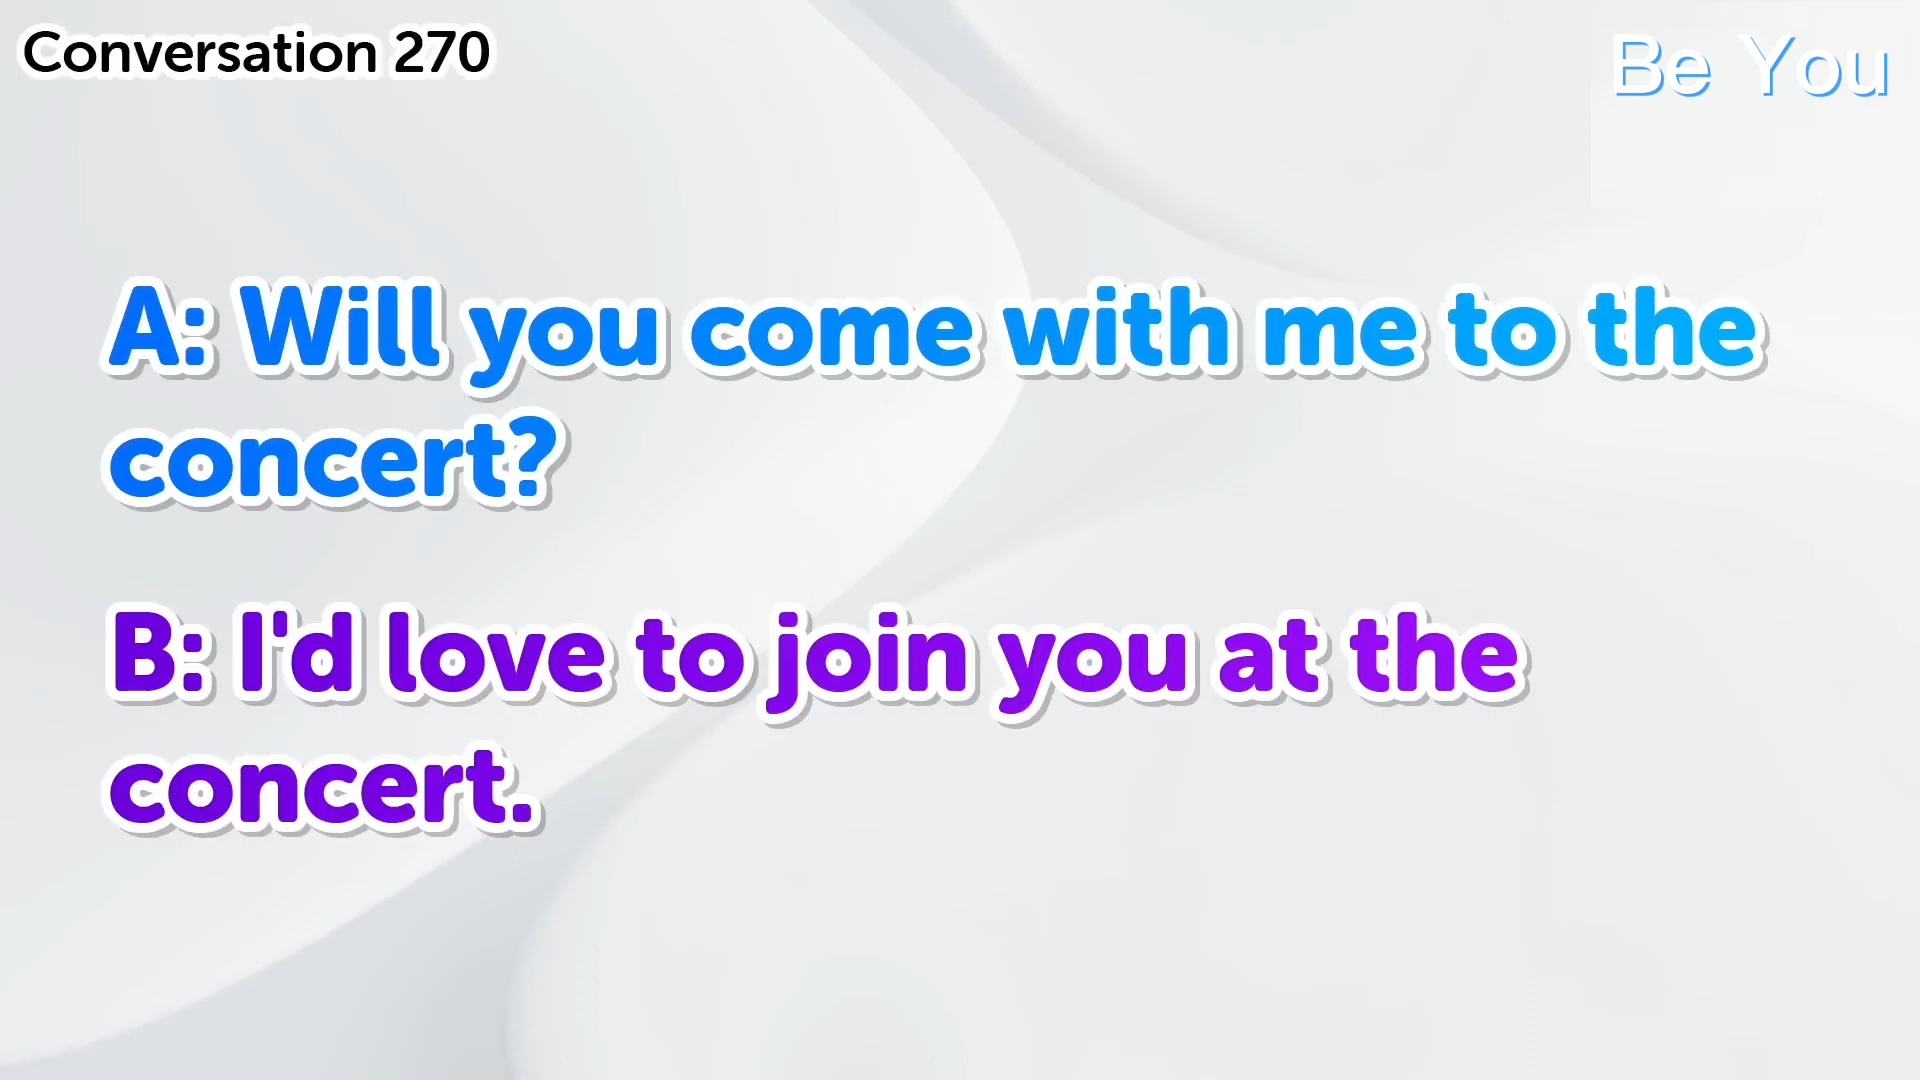 Conversation 270
Be You
A: Will you come with me to the
concert?
B: I'd love to join you at the
concert.